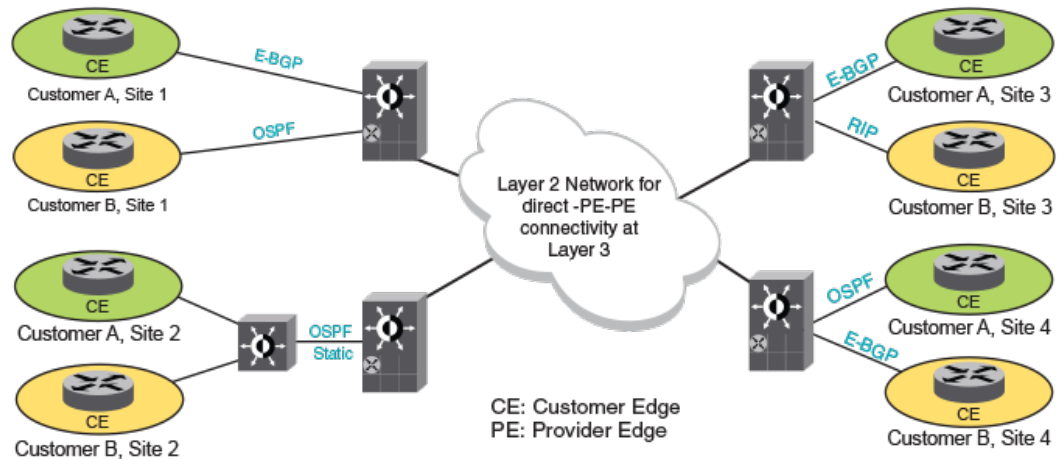 CE
E-BGP
Customer A, Site 1
OSPF
CE
Customer B, Site 1
CE
Customer A, Site 2
OSPF
Static
CE
Customer B, Site 2
Layer 2 Network for
direct -PE-PE
connectivity at
Layer 3
CE: Customer Edge
PE: Provider Edge
E-BGP
CE
Customer A, Site 3
RIP
CE
Customer B, Site 3
OSPF
CE
Customer A, Site 4
E-BGP
CE
Customer B, Site 4